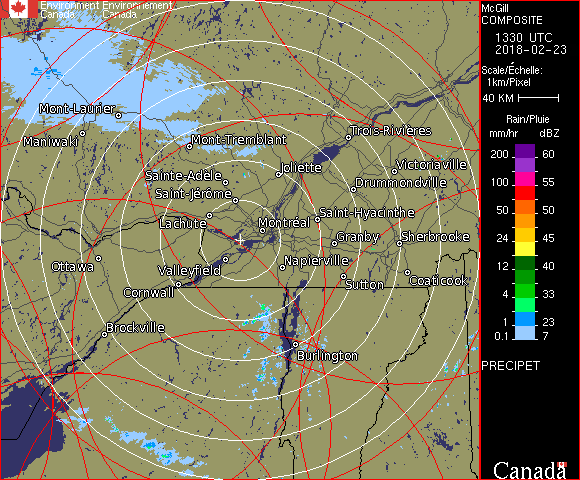 Environment Environnement
Canada Canada
McGill
COMPOSITE
1330 UTC
2018-02-23
Scale/Échelle:
1km/Pixel
40 KM
Rain/Pluie
mm/hr dBZ
200 60
150 57
100 55
50 50
24 45
12 40
4 33
1 23
0.1 7
PRECIPET
Canada
Mont-Laurier
Maniwaki
Mont-Tremblant
Trois-Rivières
Joliette
Victoriaville
Sainte-Adèle
Drummondville
Saint-Jérôme
Saint-Hyacinthe
Lachute
Montréal
Granby
Sherbrooke
Ottawa
Valleyfield
Napierville
Coaticook
Cornwall
Sutton
Brockville
Burlington